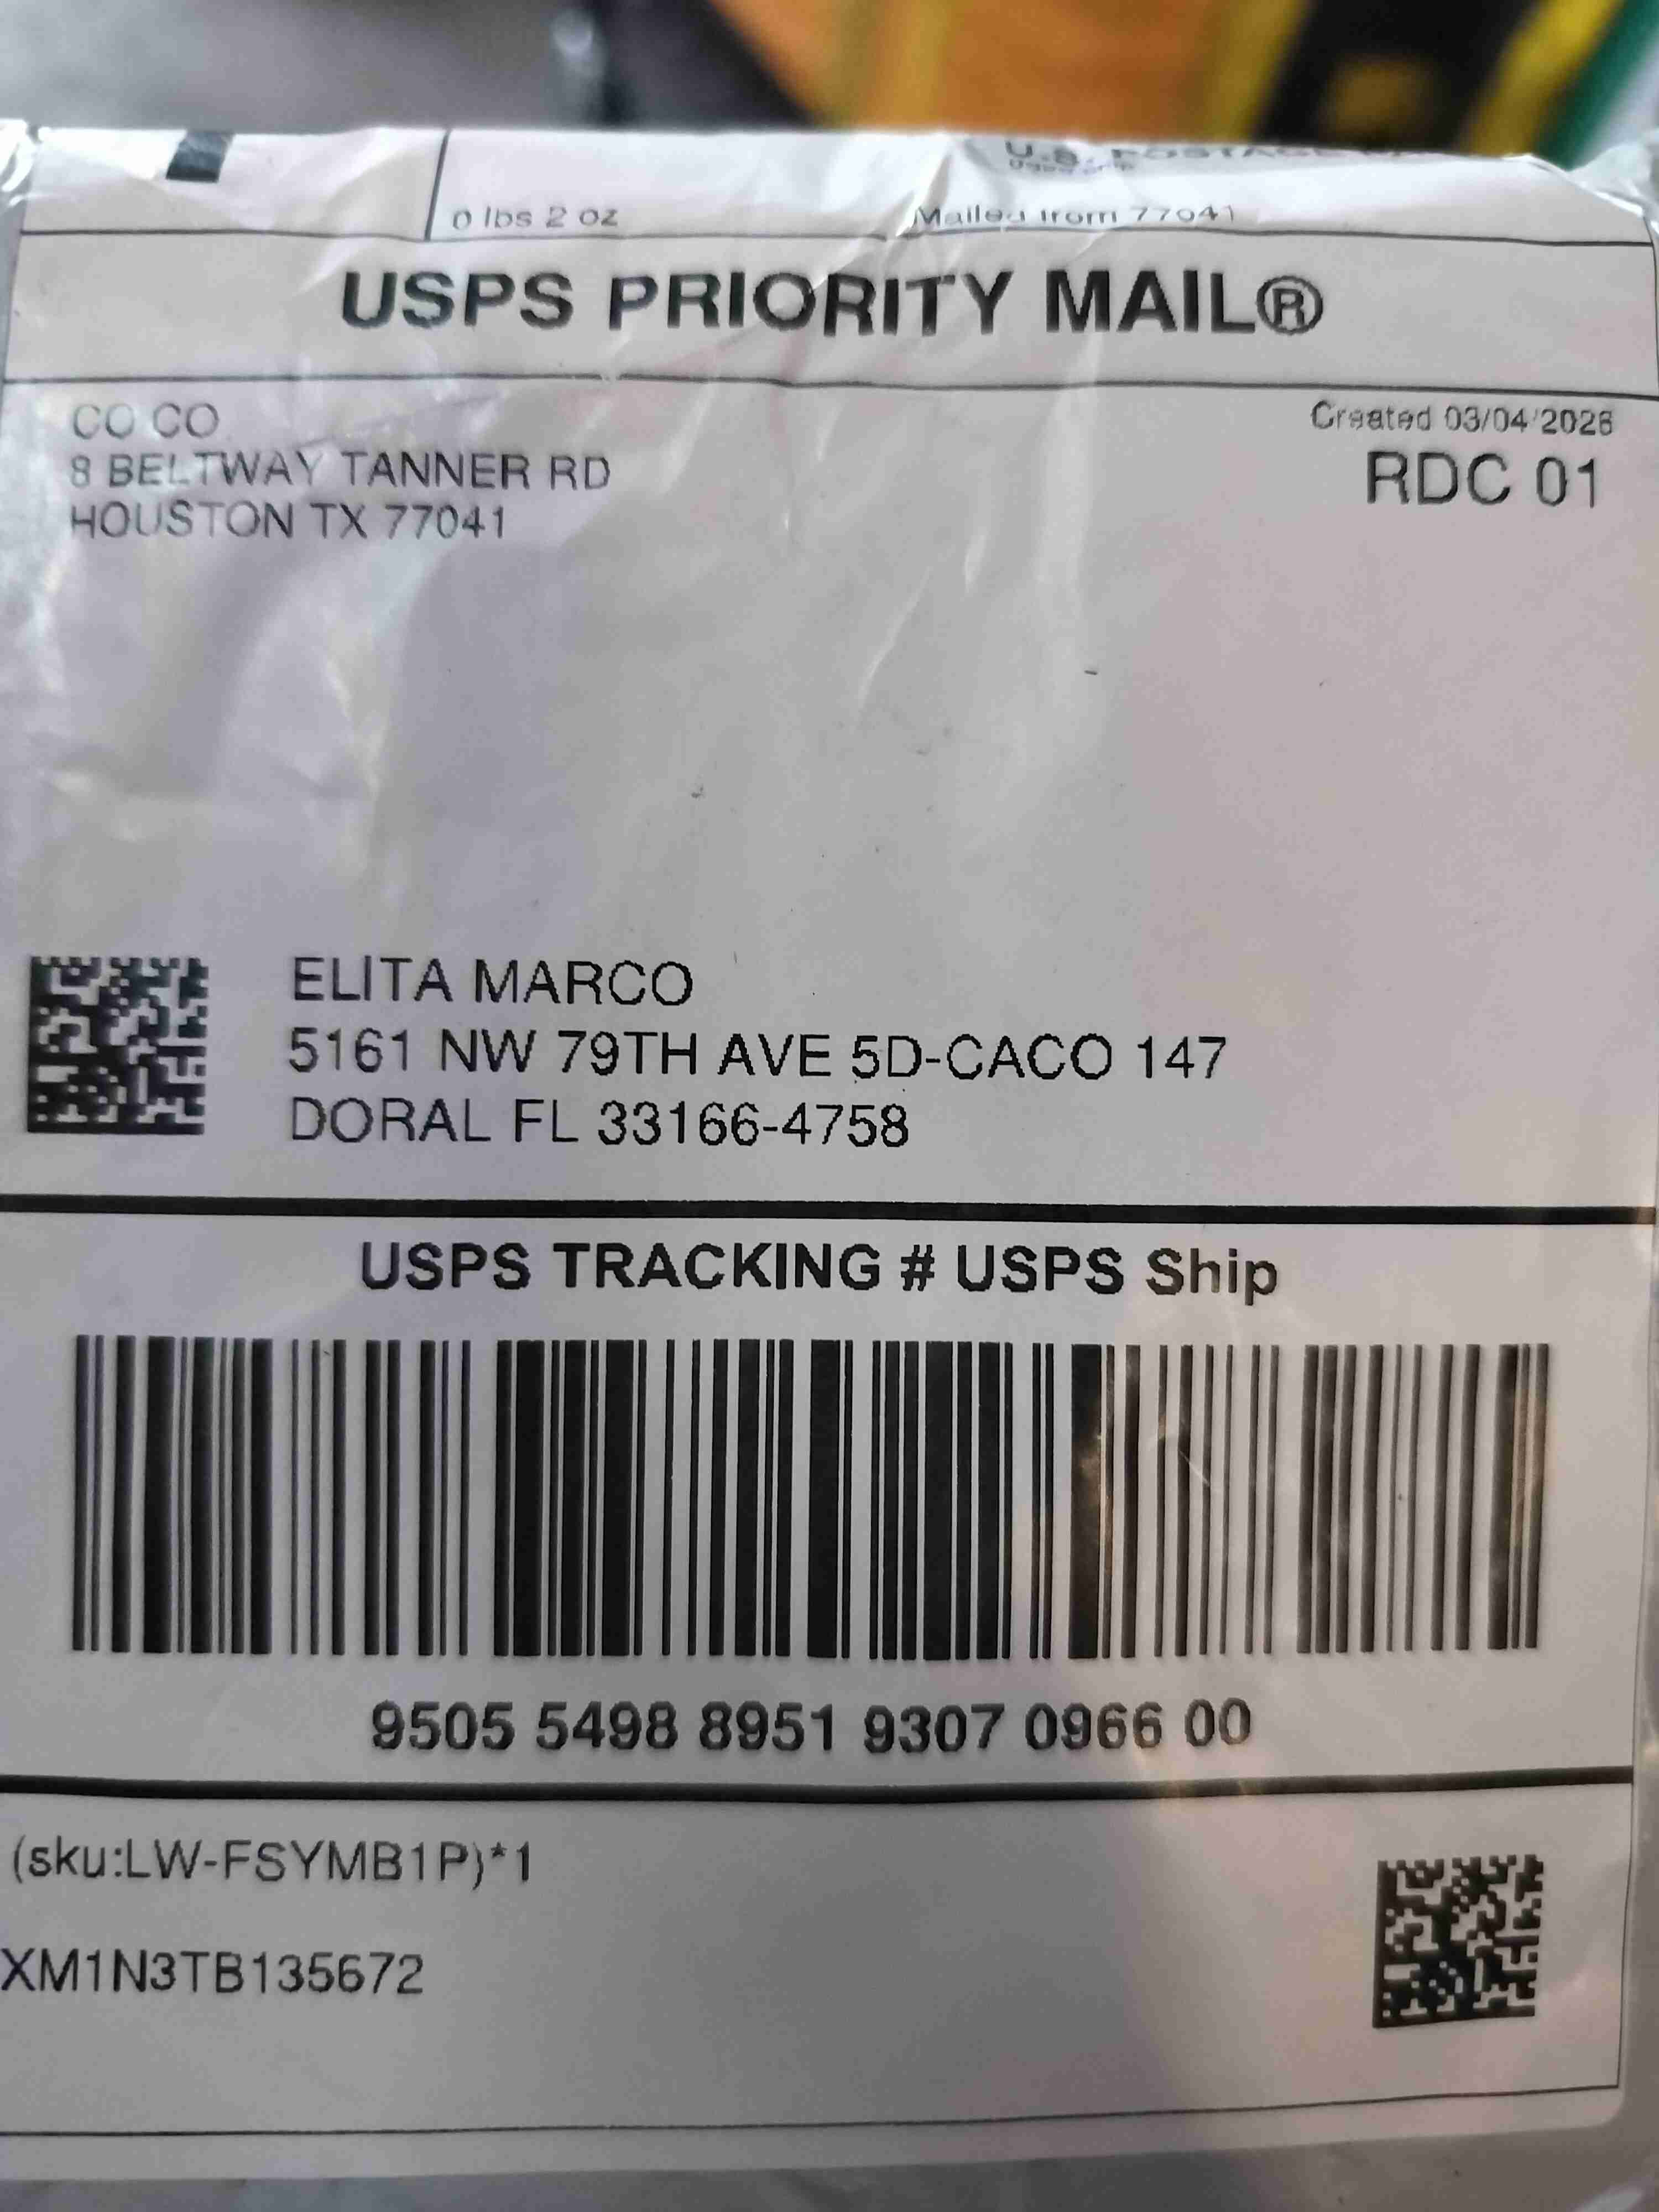 U.S. POSTAGE
0 lbs 2 oz
Mailed from 77041
USPS PRIORITY MAIL®
CO CO
8 BELTWAY TANNER RD
HOUSTON TX 77041
Created 03/04/2026
RDC 01
ELITA MARCO
5161 NW 79TH AVE 5D-CACO 147
DORAL FL 33166-4758
USPS TRACKING # USPS Ship
9505 5498 8951 9307 0966 00
(sku:LW-FSYMB1P)*1
XM1N3TB135672